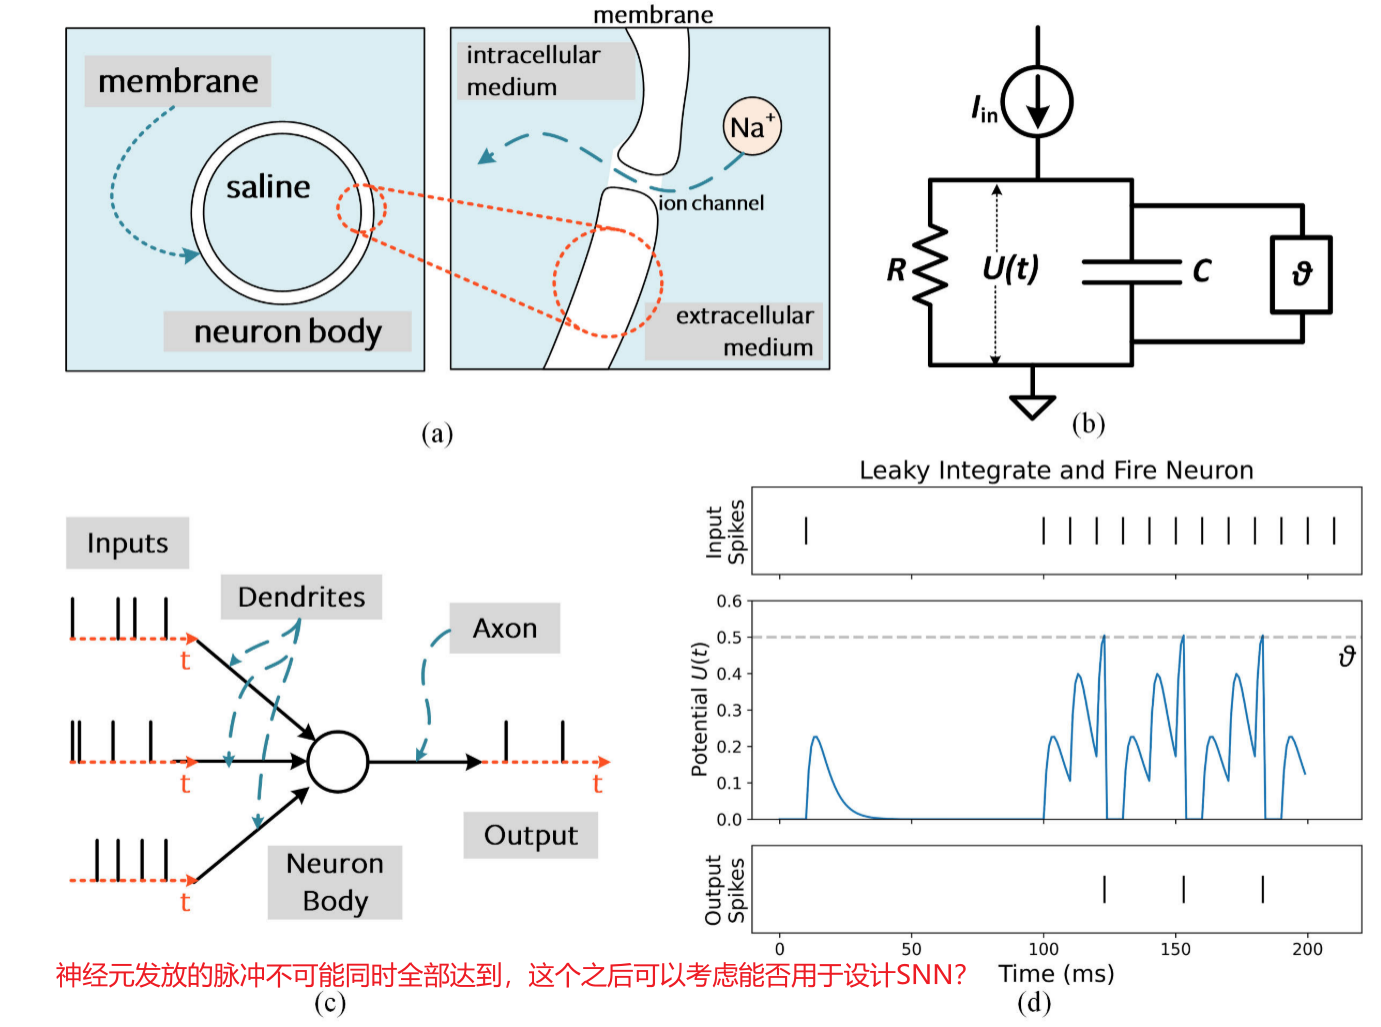 membrane
membrane
saline
neuron body
intracellular
medium
Na⁺
ion channel
extracellular
medium
(a)
Iin
R
U(t)
C
ϑ
(b)
Inputs
Dendrites
Axon
t
t
t
t
Output
Neuron
Body
神经元发放的脉冲不可能同时全部达到，这个之后可以考虑能否用于设计SNN？
(c)
Leaky Integrate and Fire Neuron
Input
Spikes
0.6
0.5
0.4
0.3
0.2
0.1
0.0
Potential U(t)
ϑ
Output
Spikes
0 50 100 150 200
Time (ms)
(d)